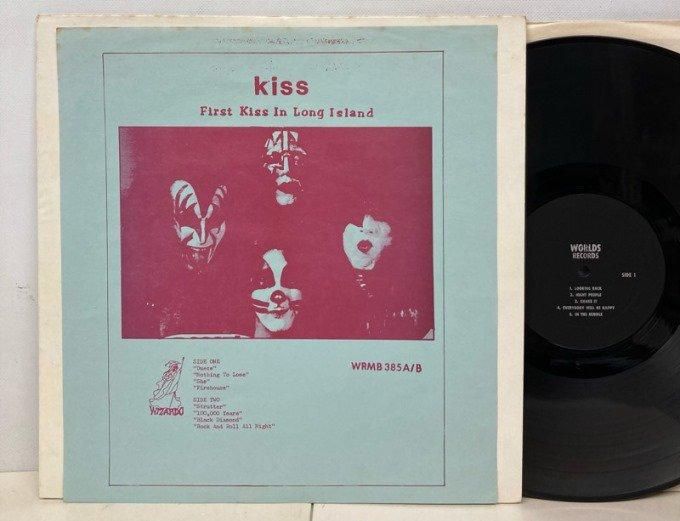 kiss
First Kiss In Long Island
SIDE ONE
"Duece"
"Nothing To Lose"
"She"
"Firehouse"
SIDE TWO
"Strutter"
"100,000 Years"
"Black Diamond"
"Rock And Roll All Night"
WIZARDO
WRMB 385A/B
WORLDS
RECORDS
SIDE 1
1. LOOKING BACK
2. NIGHT PEOPLE
3. SHAKE IT
4. EVERYBODY WILL BE HAPPY
5. IN THE BUBBLE